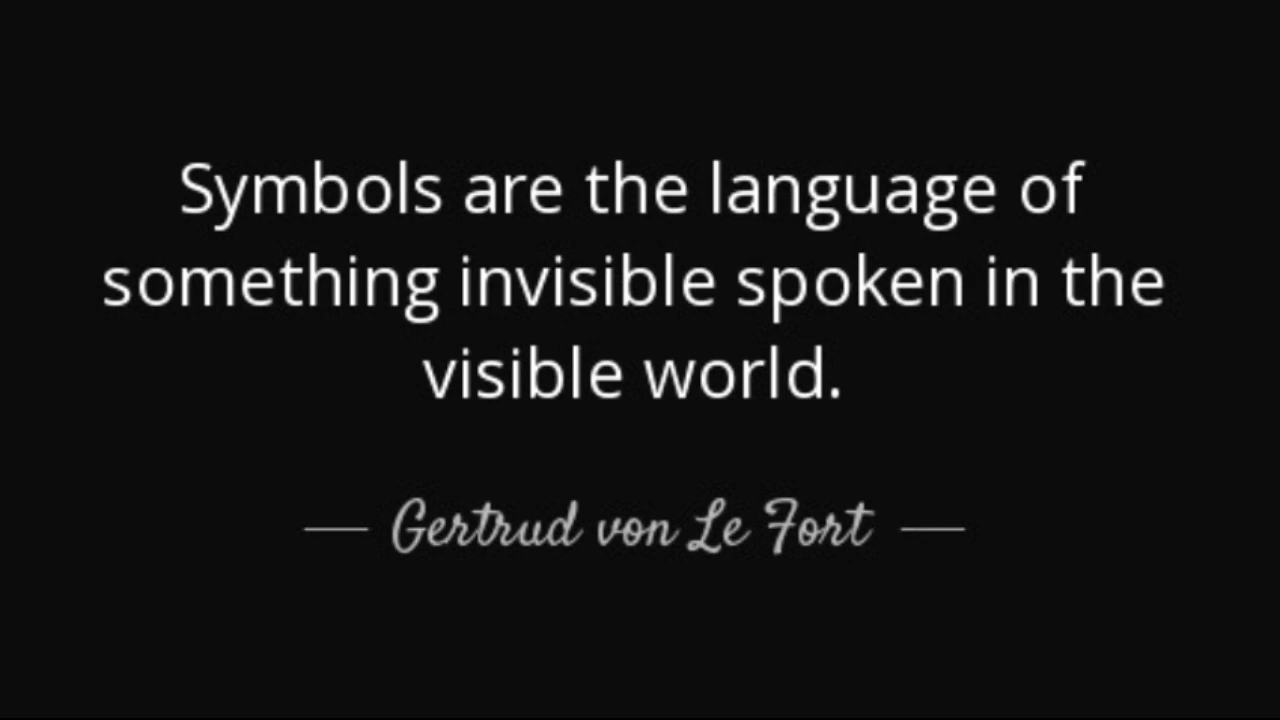 Symbols are the language of
something invisible spoken in the
visible world.
— Gertrud von Le Fort —